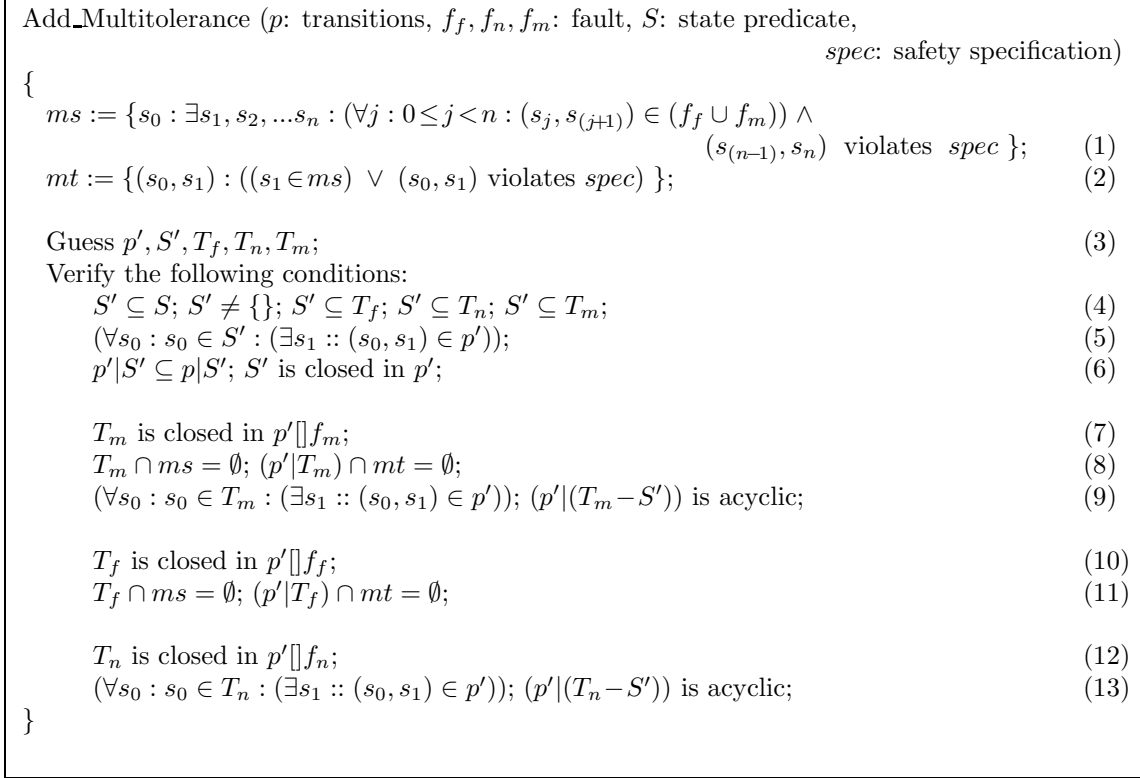 Add_Multitolerance (p: transitions, f_f, f_n, f_m: fault, S: state predicate,
spec: safety specification)
{
ms := {s_0 : ∃s_1, s_2, ...s_n : (∀j : 0≤j<n : (s_j, s_(j+1)) ∈ (f_f ∪ f_m)) ∧
(s_(n−1), s_n) violates spec }; (1)
mt := {(s_0, s_1) : ((s_1∈ms) ∨ (s_0, s_1) violates spec) }; (2)
Guess p′, S′, T_f, T_n, T_m; (3)
Verify the following conditions:
S′ ⊆ S; S′ ≠ {}; S′ ⊆ T_f; S′ ⊆ T_n; S′ ⊆ T_m; (4)
(∀s_0 : s_0 ∈ S′ : (∃s_1 :: (s_0, s_1) ∈ p′)); (5)
p′|S′ ⊆ p|S′; S′ is closed in p′; (6)
T_m is closed in p′[]f_m; (7)
T_m ∩ ms = ∅; (p′|T_m) ∩ mt = ∅; (8)
(∀s_0 : s_0 ∈ T_m : (∃s_1 :: (s_0, s_1) ∈ p′)); (p′|(T_m−S′)) is acyclic; (9)
T_f is closed in p′[]f_f; (10)
T_f ∩ ms = ∅; (p′|T_f) ∩ mt = ∅; (11)
T_n is closed in p′[]f_n; (12)
(∀s_0 : s_0 ∈ T_n : (∃s_1 :: (s_0, s_1) ∈ p′)); (p′|(T_n−S′)) is acyclic; (13)
}